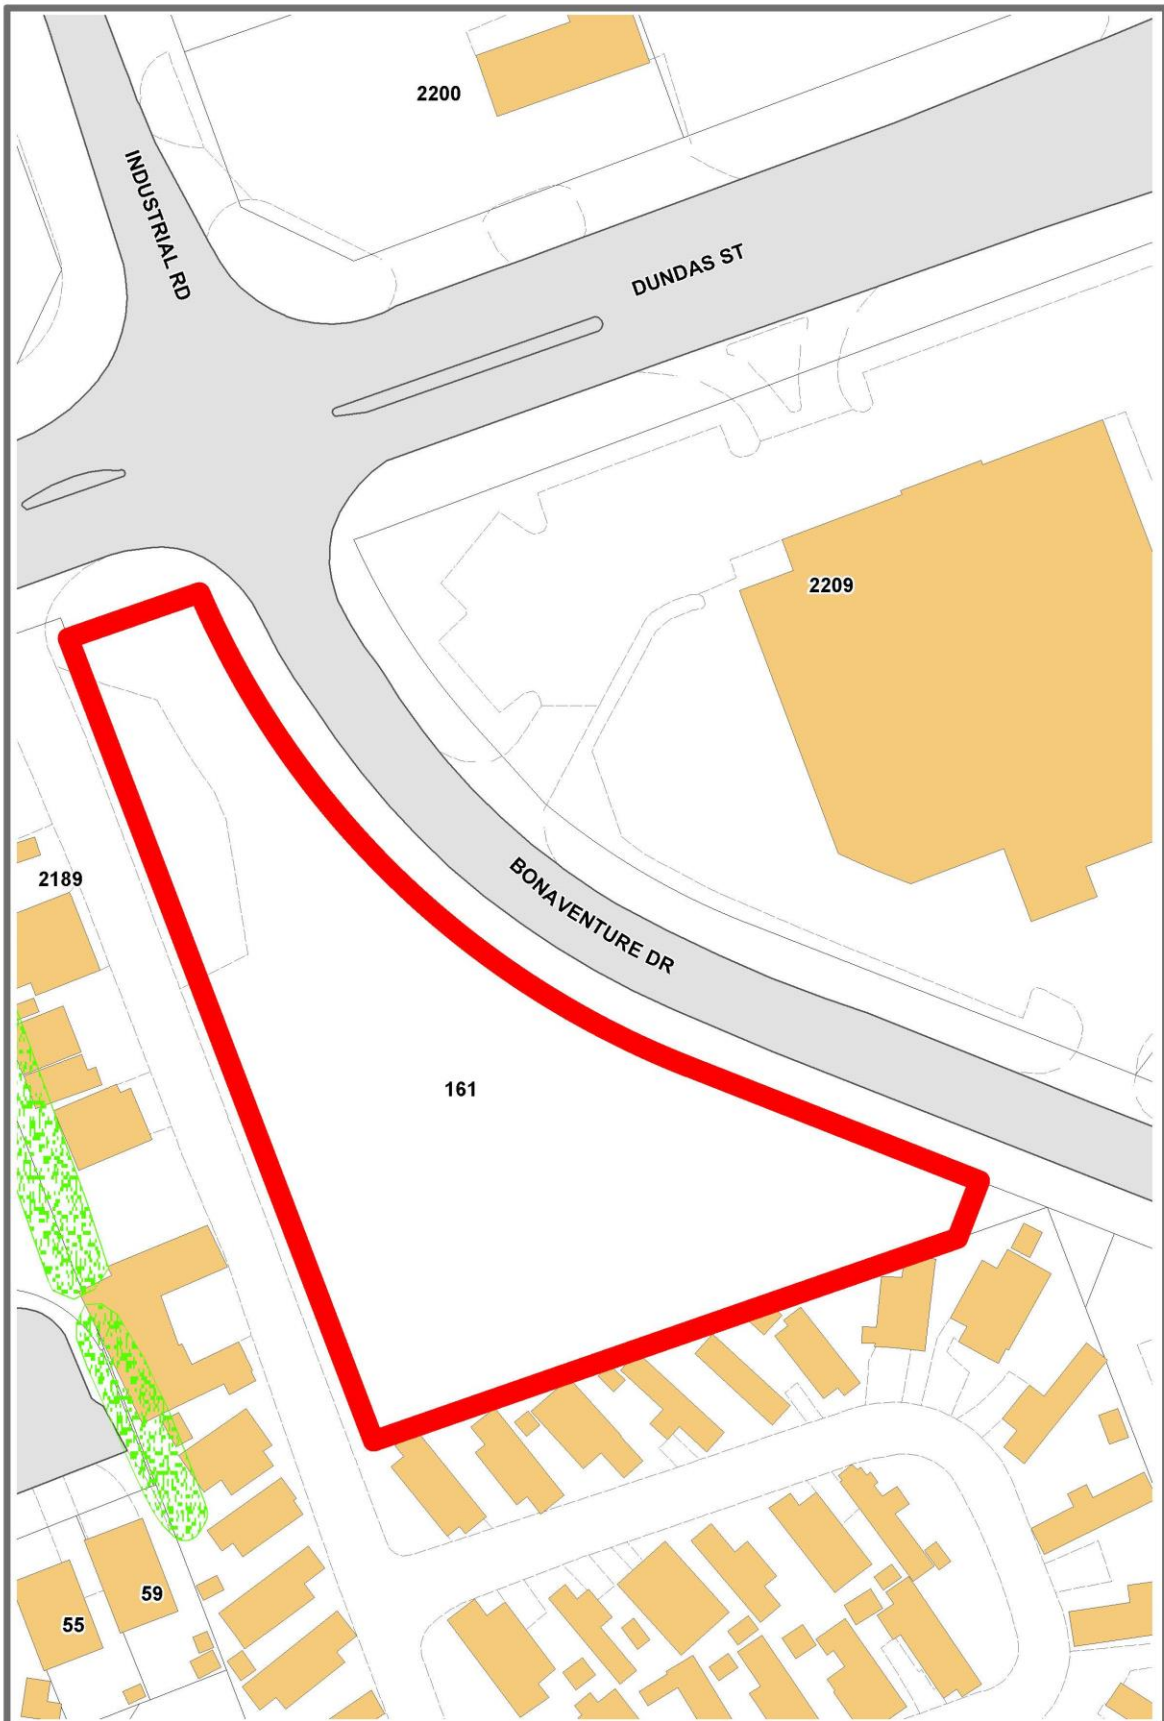 2200
INDUSTRIAL RD
DUNDAS ST
2209
2189
BONAVENTURE DR
161
59
55